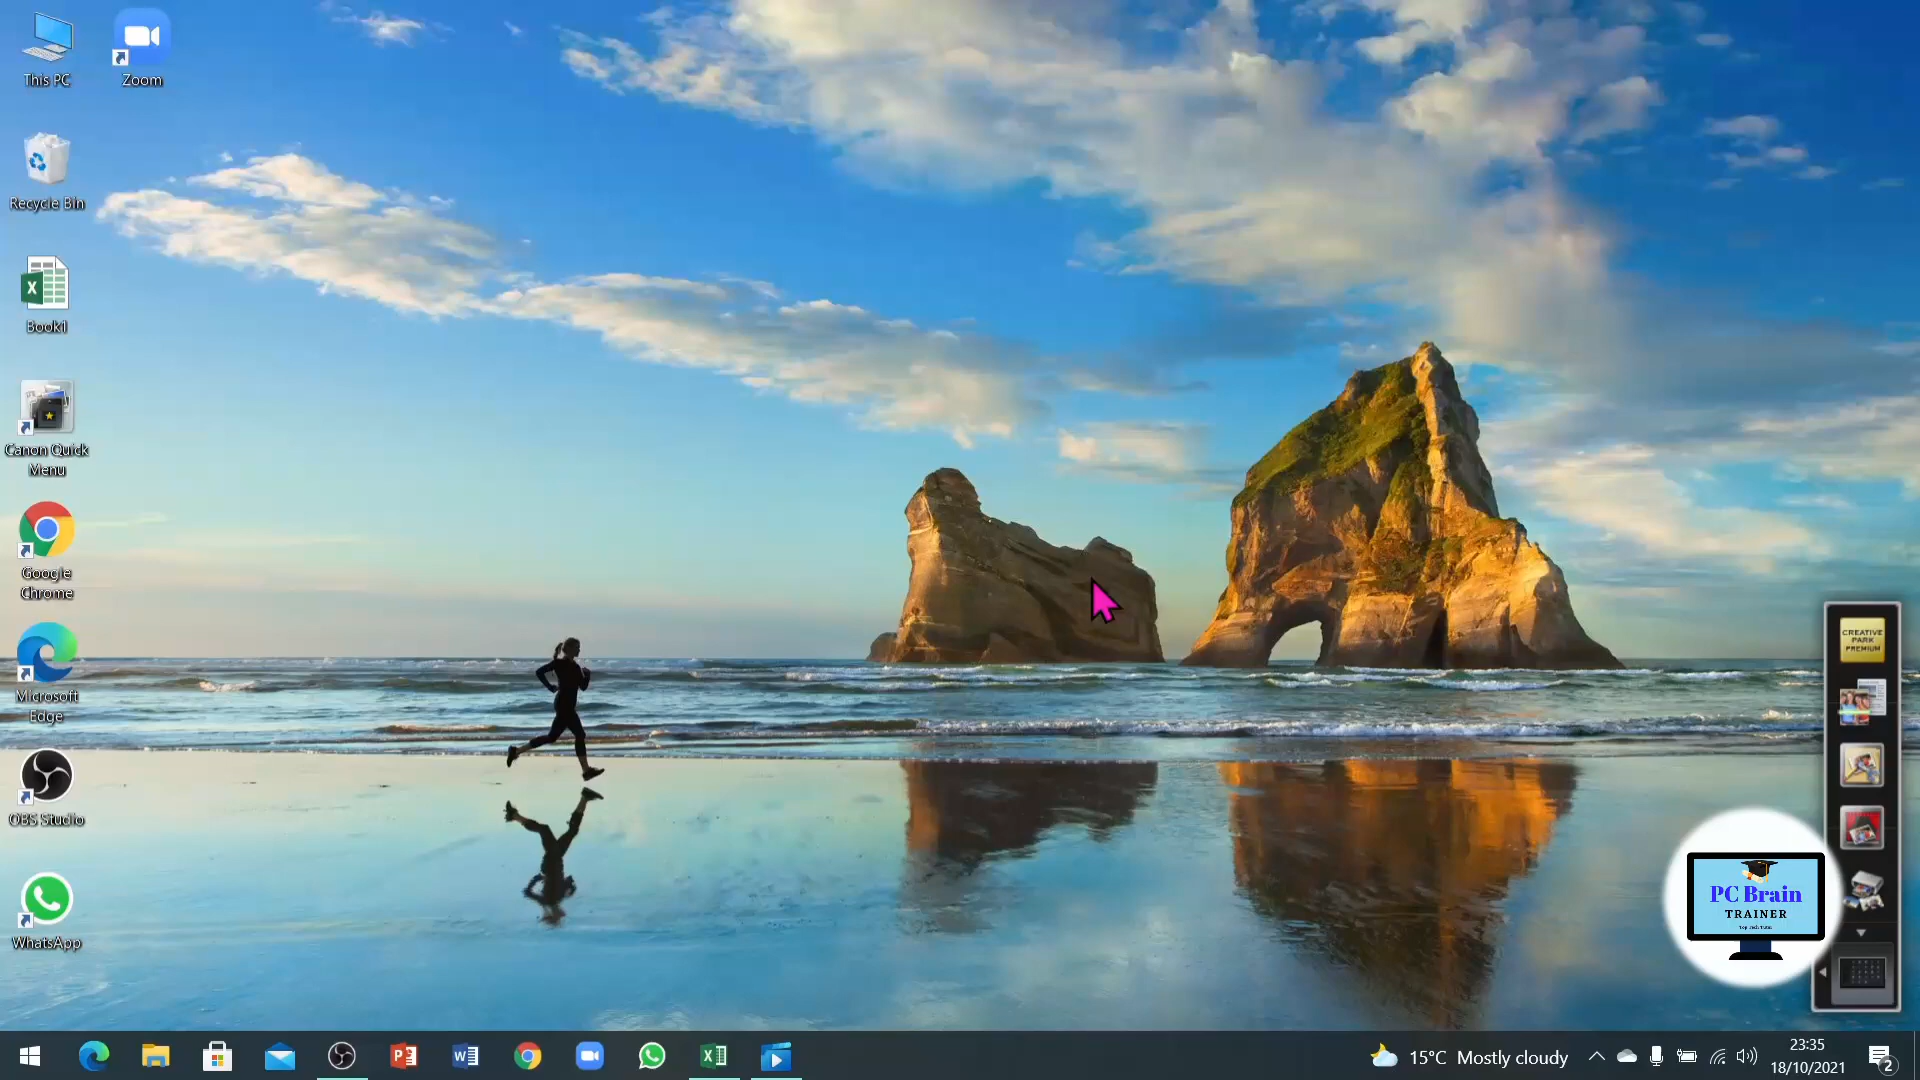 This PC
Zoom
Recycle Bin
X
Book1
Canon Quick
Menu
Google
Chrome
Microsoft
Edge
OBS Studio
WhatsApp
CREATIVE
PARK
PREMIUM
PC Brain
TRAINER
15°C Mostly cloudy
23:35
18/10/2021
2